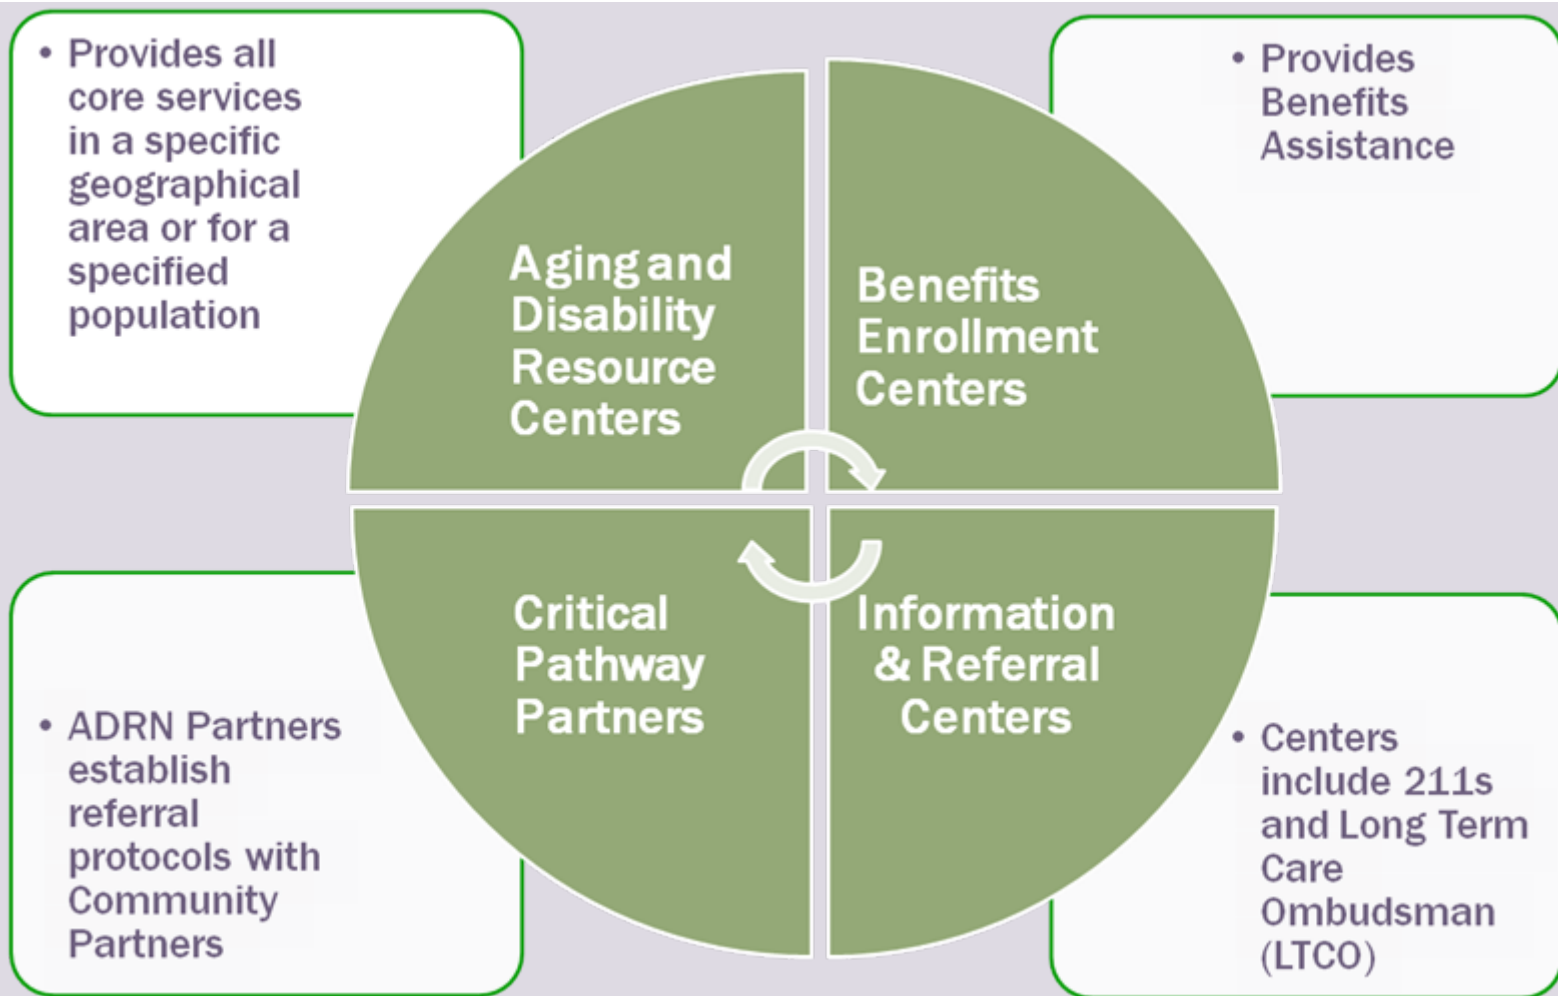 • Provides all
core services
in a specific
geographical
area or for a
specified
population
Aging and
Disability
Resource
Centers
Benefits
Enrollment
Centers
• Provides
Benefits
Assistance
• ADRN Partners
establish
referral
protocols with
Community
Partners
Critical
Pathway
Partners
Information
& Referral
Centers
• Centers
include 211s
and Long Term
Care
Ombudsman
(LTCO)